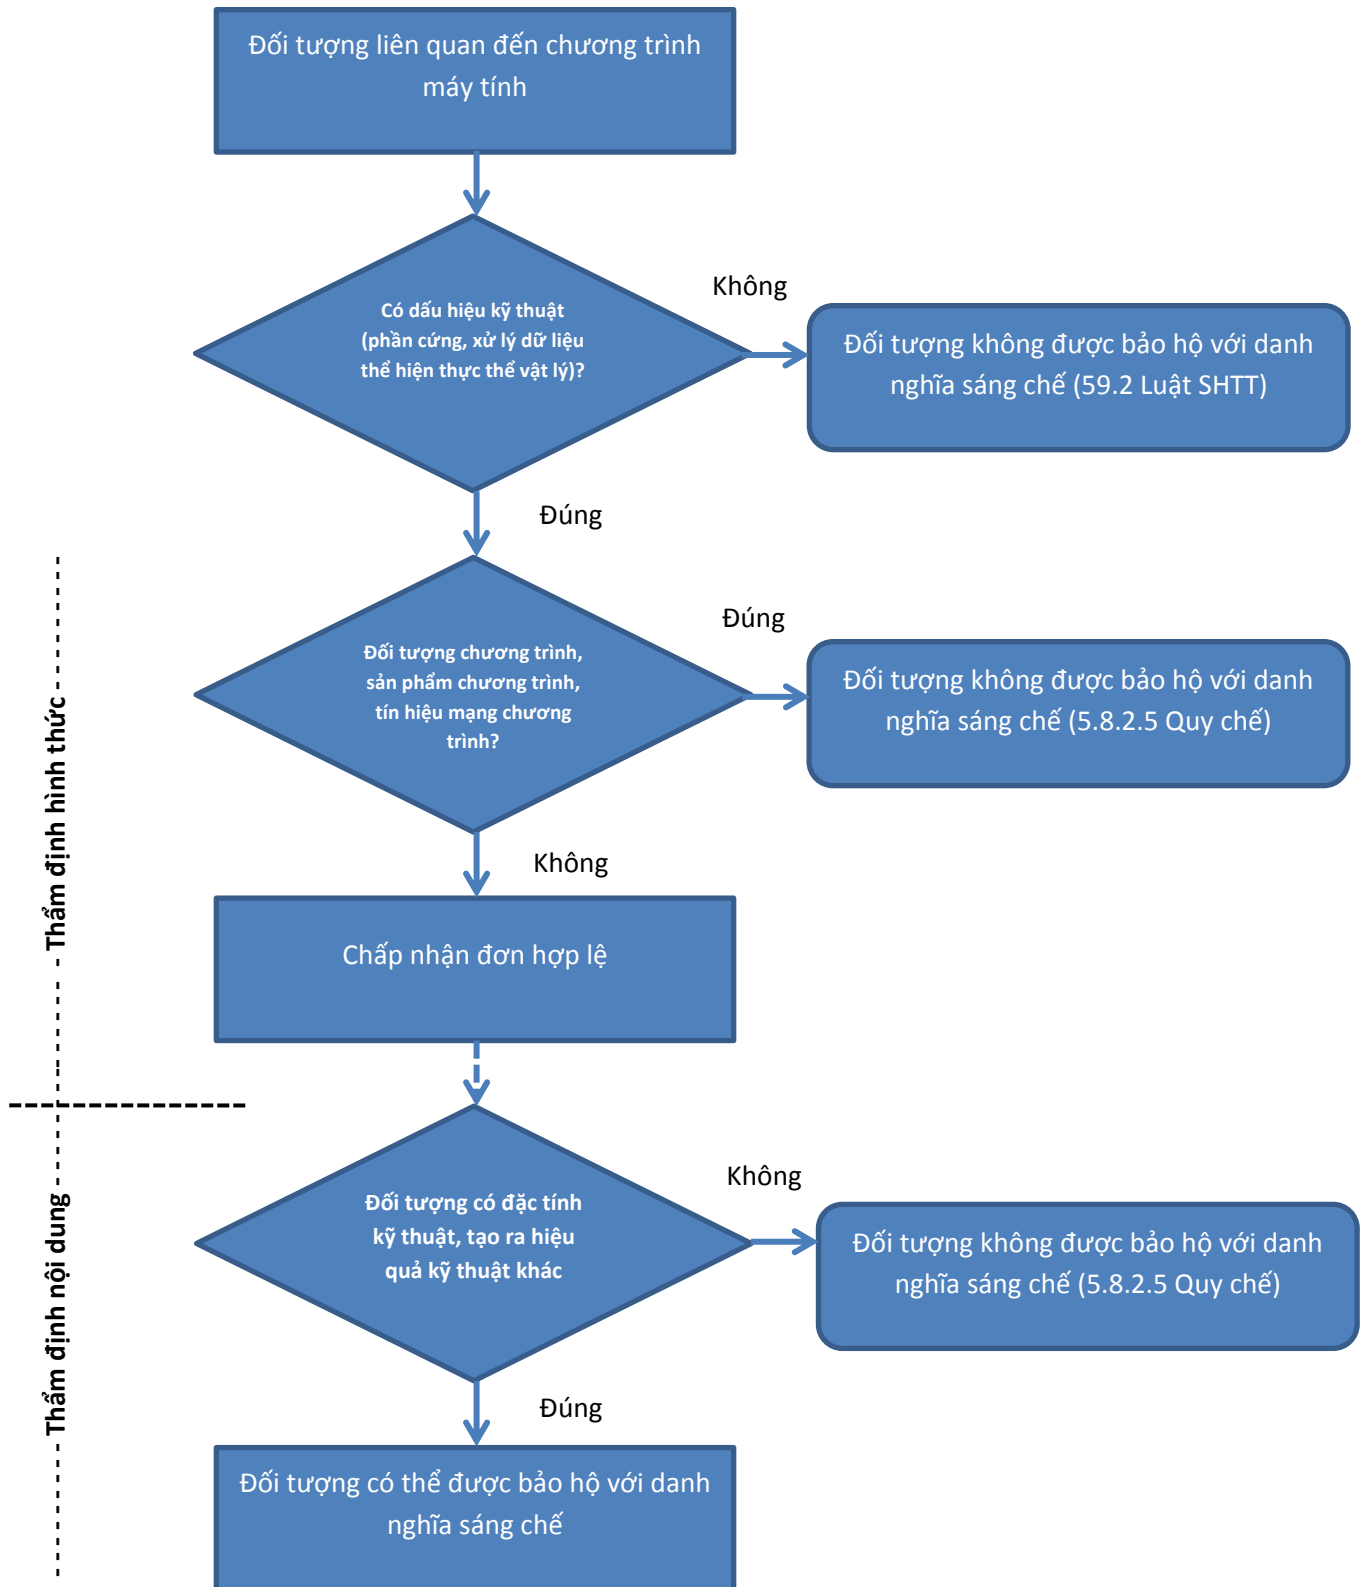 Đối tượng liên quan đến chương trình
máy tính
Có dấu hiệu kỹ thuật
(phần cứng, xử lý dữ liệu
thể hiện thực thể vật lý)?
Không
Đối tượng không được bảo hộ với danh
nghĩa sáng chế (59.2 Luật SHTT)
Đúng
Đối tượng chương trình,
sản phẩm chương trình,
tín hiệu mạng chương
trình?
Đúng
Đối tượng không được bảo hộ với danh
nghĩa sáng chế (5.8.2.5 Quy chế)
Thẩm định hình thức
Không
Chấp nhận đơn hợp lệ
Đối tượng có đặc tính
kỹ thuật, tạo ra hiệu
quả kỹ thuật khác
Không
Đối tượng không được bảo hộ với danh
nghĩa sáng chế (5.8.2.5 Quy chế)
Thẩm định nội dung
Đúng
Đối tượng có thể được bảo hộ với danh
nghĩa sáng chế